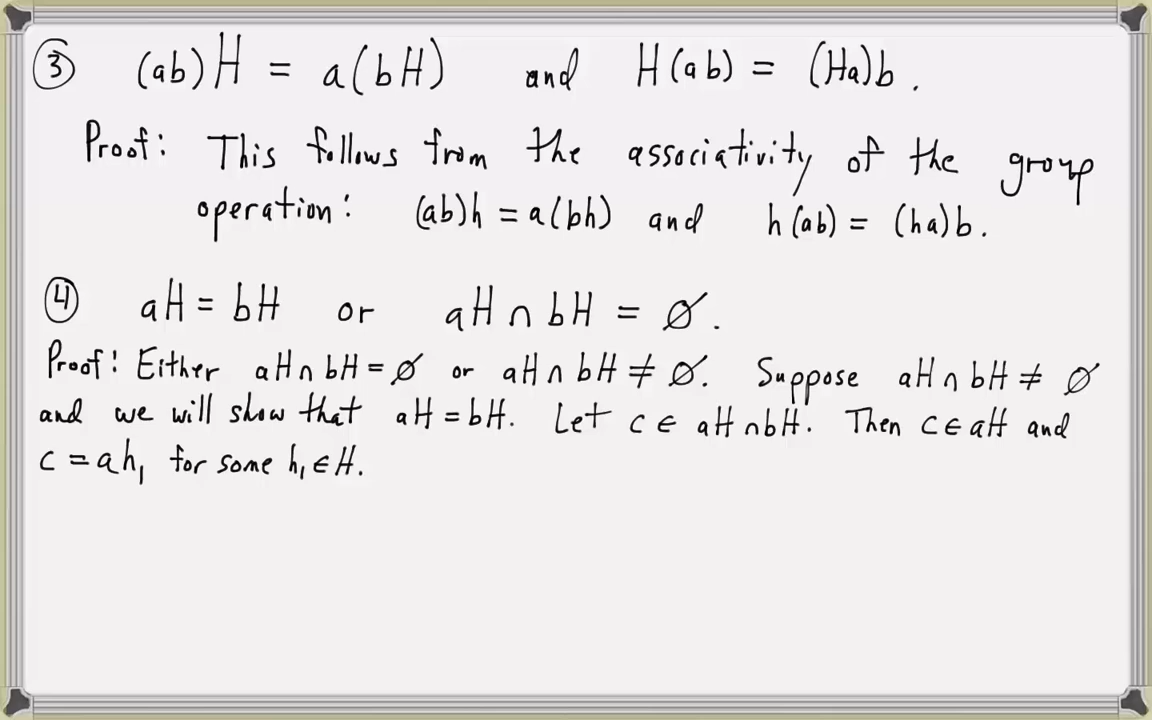 ③ (ab)H = a(bH) and H(ab) = (Ha)b.
Proof: This follows from the associativity of the group
operation: (ab)h = a(bh) and h(ab) = (ha)b.
④ aH = bH or aH ∩ bH = ∅.
Proof: Either aH ∩ bH = ∅ or aH ∩ bH ≠ ∅. Suppose aH ∩ bH ≠ ∅
and we will show that aH = bH. Let c ∈ aH ∩ bH. Then c ∈ aH and
c = ah₁ for some h₁ ∈ H.